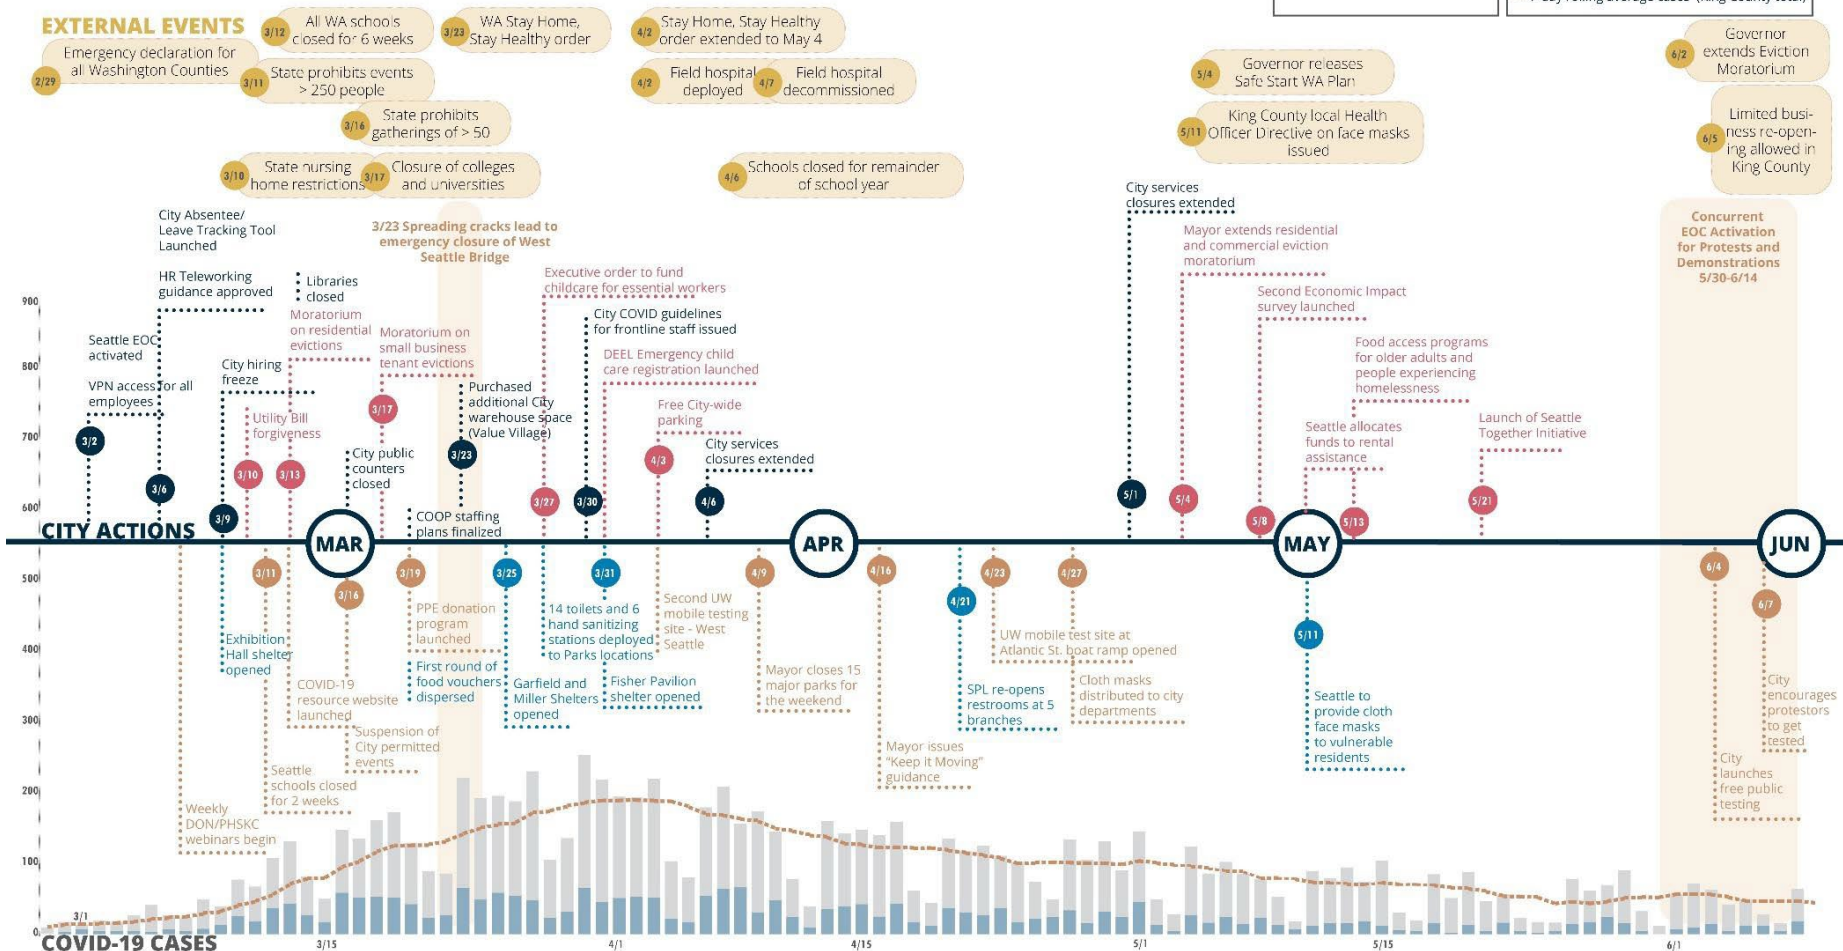 EXTERNAL EVENTS
2/29
Emergency declaration for
all Washington Counties
3/12
All WA schools
closed for 6 weeks
3/11
State prohibits events
> 250 people
3/16
State prohibits
gatherings of > 50
3/10
State nursing
home restrictions
3/17
Closure of colleges
and universities
3/23
WA Stay Home,
Stay Healthy order
4/2
Stay Home, Stay Healthy
order extended to May 4
4/2
Field hospital
deployed
4/7
Field hospital
decommissioned
4/6
Schools closed for remainder
of school year
5/4
Governor releases
Safe Start WA Plan
5/11
King County local Health
Officer Directive on face masks
issued
6/2
Governor
extends Eviction
Moratorium
6/5
Limited busi-
ness re-open-
ing allowed in
King County
3/23 Spreading cracks lead to
emergency closure of West
Seattle Bridge
Concurrent
EOC Activation
for Protests and
Demonstrations
5/30-6/14
City Absentee/
Leave Tracking Tool
Launched
HR Teleworking
guidance approved
Seattle EOC
activated
VPN access for all
employees
3/2
3/6
City hiring
freeze
3/9
Libraries
closed
Moratorium
on residential
evictions
Utility Bill
forgiveness
3/10
3/13
Moratorium on
small business
tenant evictions
3/17
City public
counters
closed
COOP staffing
plans finalized
Purchased
additional City
warehouse space
(Value Village)
3/23
Executive order to fund
childcare for essential workers
3/27
City COVID guidelines
for frontline staff issued
3/30
DEEL Emergency child
care registration launched
Free City-wide
parking
4/3
City services
closures extended
4/6
City services
closures extended
5/1
Mayor extends residential
and commercial eviction
moratorium
5/4
Second Economic Impact
survey launched
5/8
Food access programs
for older adults and
people experiencing
homelessness
Seattle allocates
funds to rental
assistance
5/13
Launch of Seattle
Together Initiative
5/21
CITY ACTIONS
MAR
APR
MAY
JUN
Exhibition
Hall shelter
opened
3/11
3/16
3/19
3/25
3/31
4/9
4/16
4/21
4/23
4/27
5/11
6/4
6/7
Weekly
DON/PHSKC
webinars begin
Seattle
schools closed
for 2 weeks
COVID-19
resource website
launched
Suspension of
City permitted
events
PPE donation
program
launched
First round of
food vouchers
dispersed
Garfield and
Miller Shelters
opened
14 toilets and 6
hand sanitizing
stations deployed
to Parks locations
Fisher Pavilion
shelter opened
Second UW
mobile testing
site - West
Seattle
Mayor closes 15
major parks for
the weekend
Mayor issues
"Keep it Moving"
guidance
SPL re-opens
restrooms at 5
branches
UW mobile test site at
Atlantic St. boat ramp opened
Cloth masks
distributed to city
departments
Seattle to
provide cloth
face masks
to vulnerable
residents
City
launches
free public
testing
City
encourages
protestors
to get
tested
900
800
700
600
500
400
300
200
100
0
3/1
3/15
4/1
4/15
5/1
5/15
6/1
COVID-19 CASES